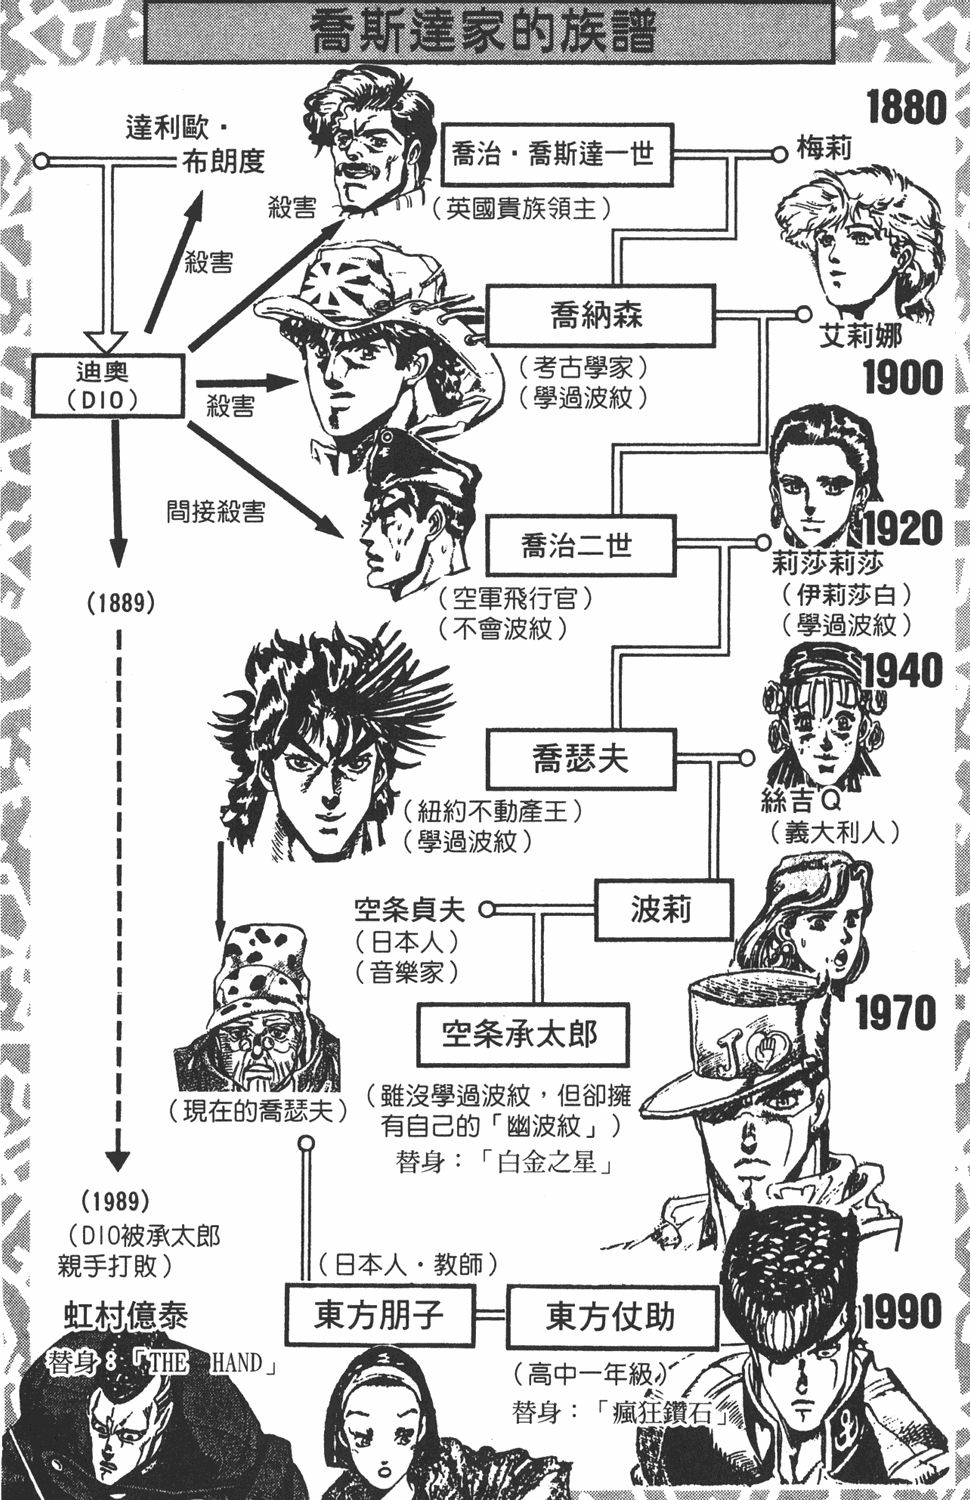 喬斯達家的族譜
1880
達利歐・
布朗度
喬治・喬斯達一世
梅莉
殺害
(英國貴族領主)
殺害
喬納森
艾莉娜
迪奧
(DIO)
殺害
(考古學家)
(學過波紋)
1900
間接殺害
喬治二世
1920
莉莎莉莎
(伊莉莎白)
(學過波紋)
(空軍飛行官)
(不會波紋)
(1889)
1940
喬瑟夫
絲吉Q
(義大利人)
(紐約不動產王)
(學過波紋)
空条貞夫
(日本人)
(音樂家)
波莉
1970
空条承太郎
(現在的喬瑟夫)
(雖沒學過波紋，但卻擁
有自己的「幽波紋」)
替身：「白金之星」
(1989)
(DIO被承太郎
親手打敗)
(日本人・教師)
1990
虹村億泰
替身：「THE HAND」
東方朋子
東方仗助
(高中一年級)
替身：「瘋狂鑽石」